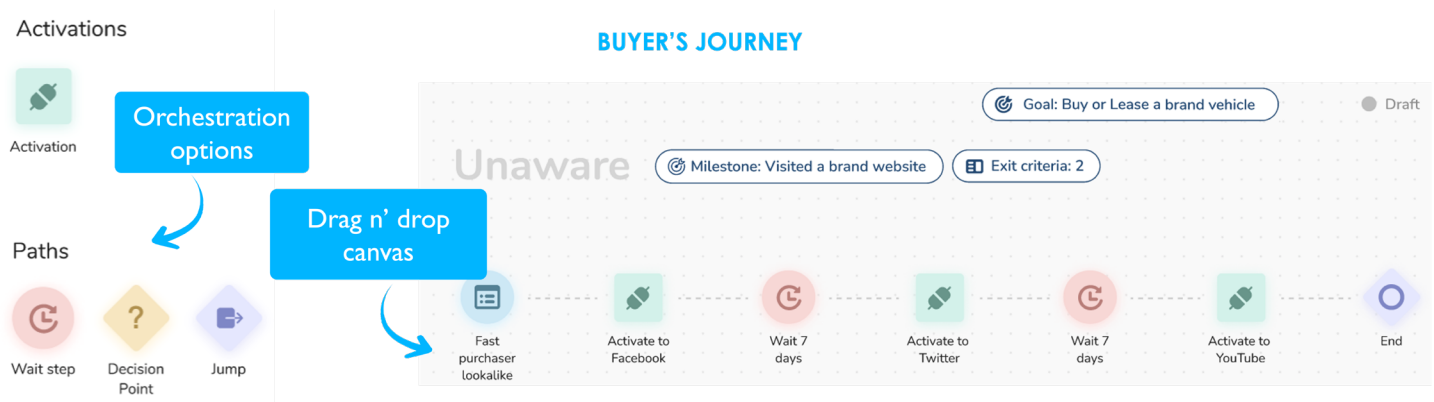 Activations
Activation
Orchestration
options
Paths
Wait step
Decision
Point
Jump
BUYER'S JOURNEY
Drag n' drop
canvas
Goal: Buy or Lease a brand vehicle
Draft
Unaware
Milestone: Visited a brand website
Exit criteria: 2
Fast
purchaser
lookalike
Activate to
Facebook
Wait 7
days
Activate to
Twitter
Wait 7
days
Activate to
YouTube
End
?